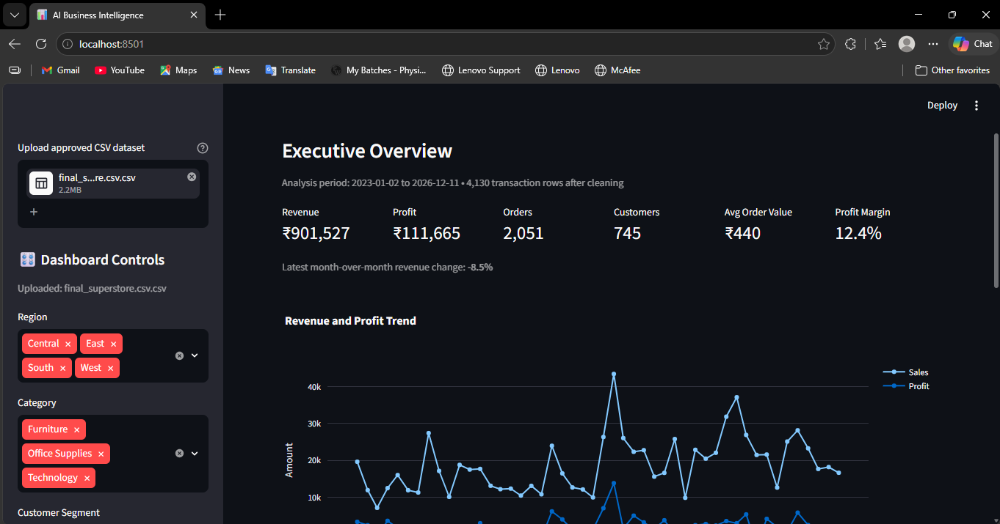 AI Business Intelligence
localhost:8501
Chat
Gmail
YouTube
Maps
News
Translate
My Batches - Physi...
Lenovo Support
Lenovo
McAfee
Other favorites
Deploy
Upload approved CSV dataset
final_s...re.csv.csv
2.2MB
Dashboard Controls
Uploaded: final_superstore.csv.csv
Region
Central
East
South
West
Category
Furniture
Office Supplies
Technology
Customer Segment
Executive Overview
Analysis period: 2023-01-02 to 2026-12-11 • 4,130 transaction rows after cleaning
Revenue
₹901,527
Profit
₹111,665
Orders
2,051
Customers
745
Avg Order Value
₹440
Profit Margin
12.4%
Latest month-over-month revenue change: -8.5%
Revenue and Profit Trend
Sales
Profit
40k
30k
20k
10k
Amount